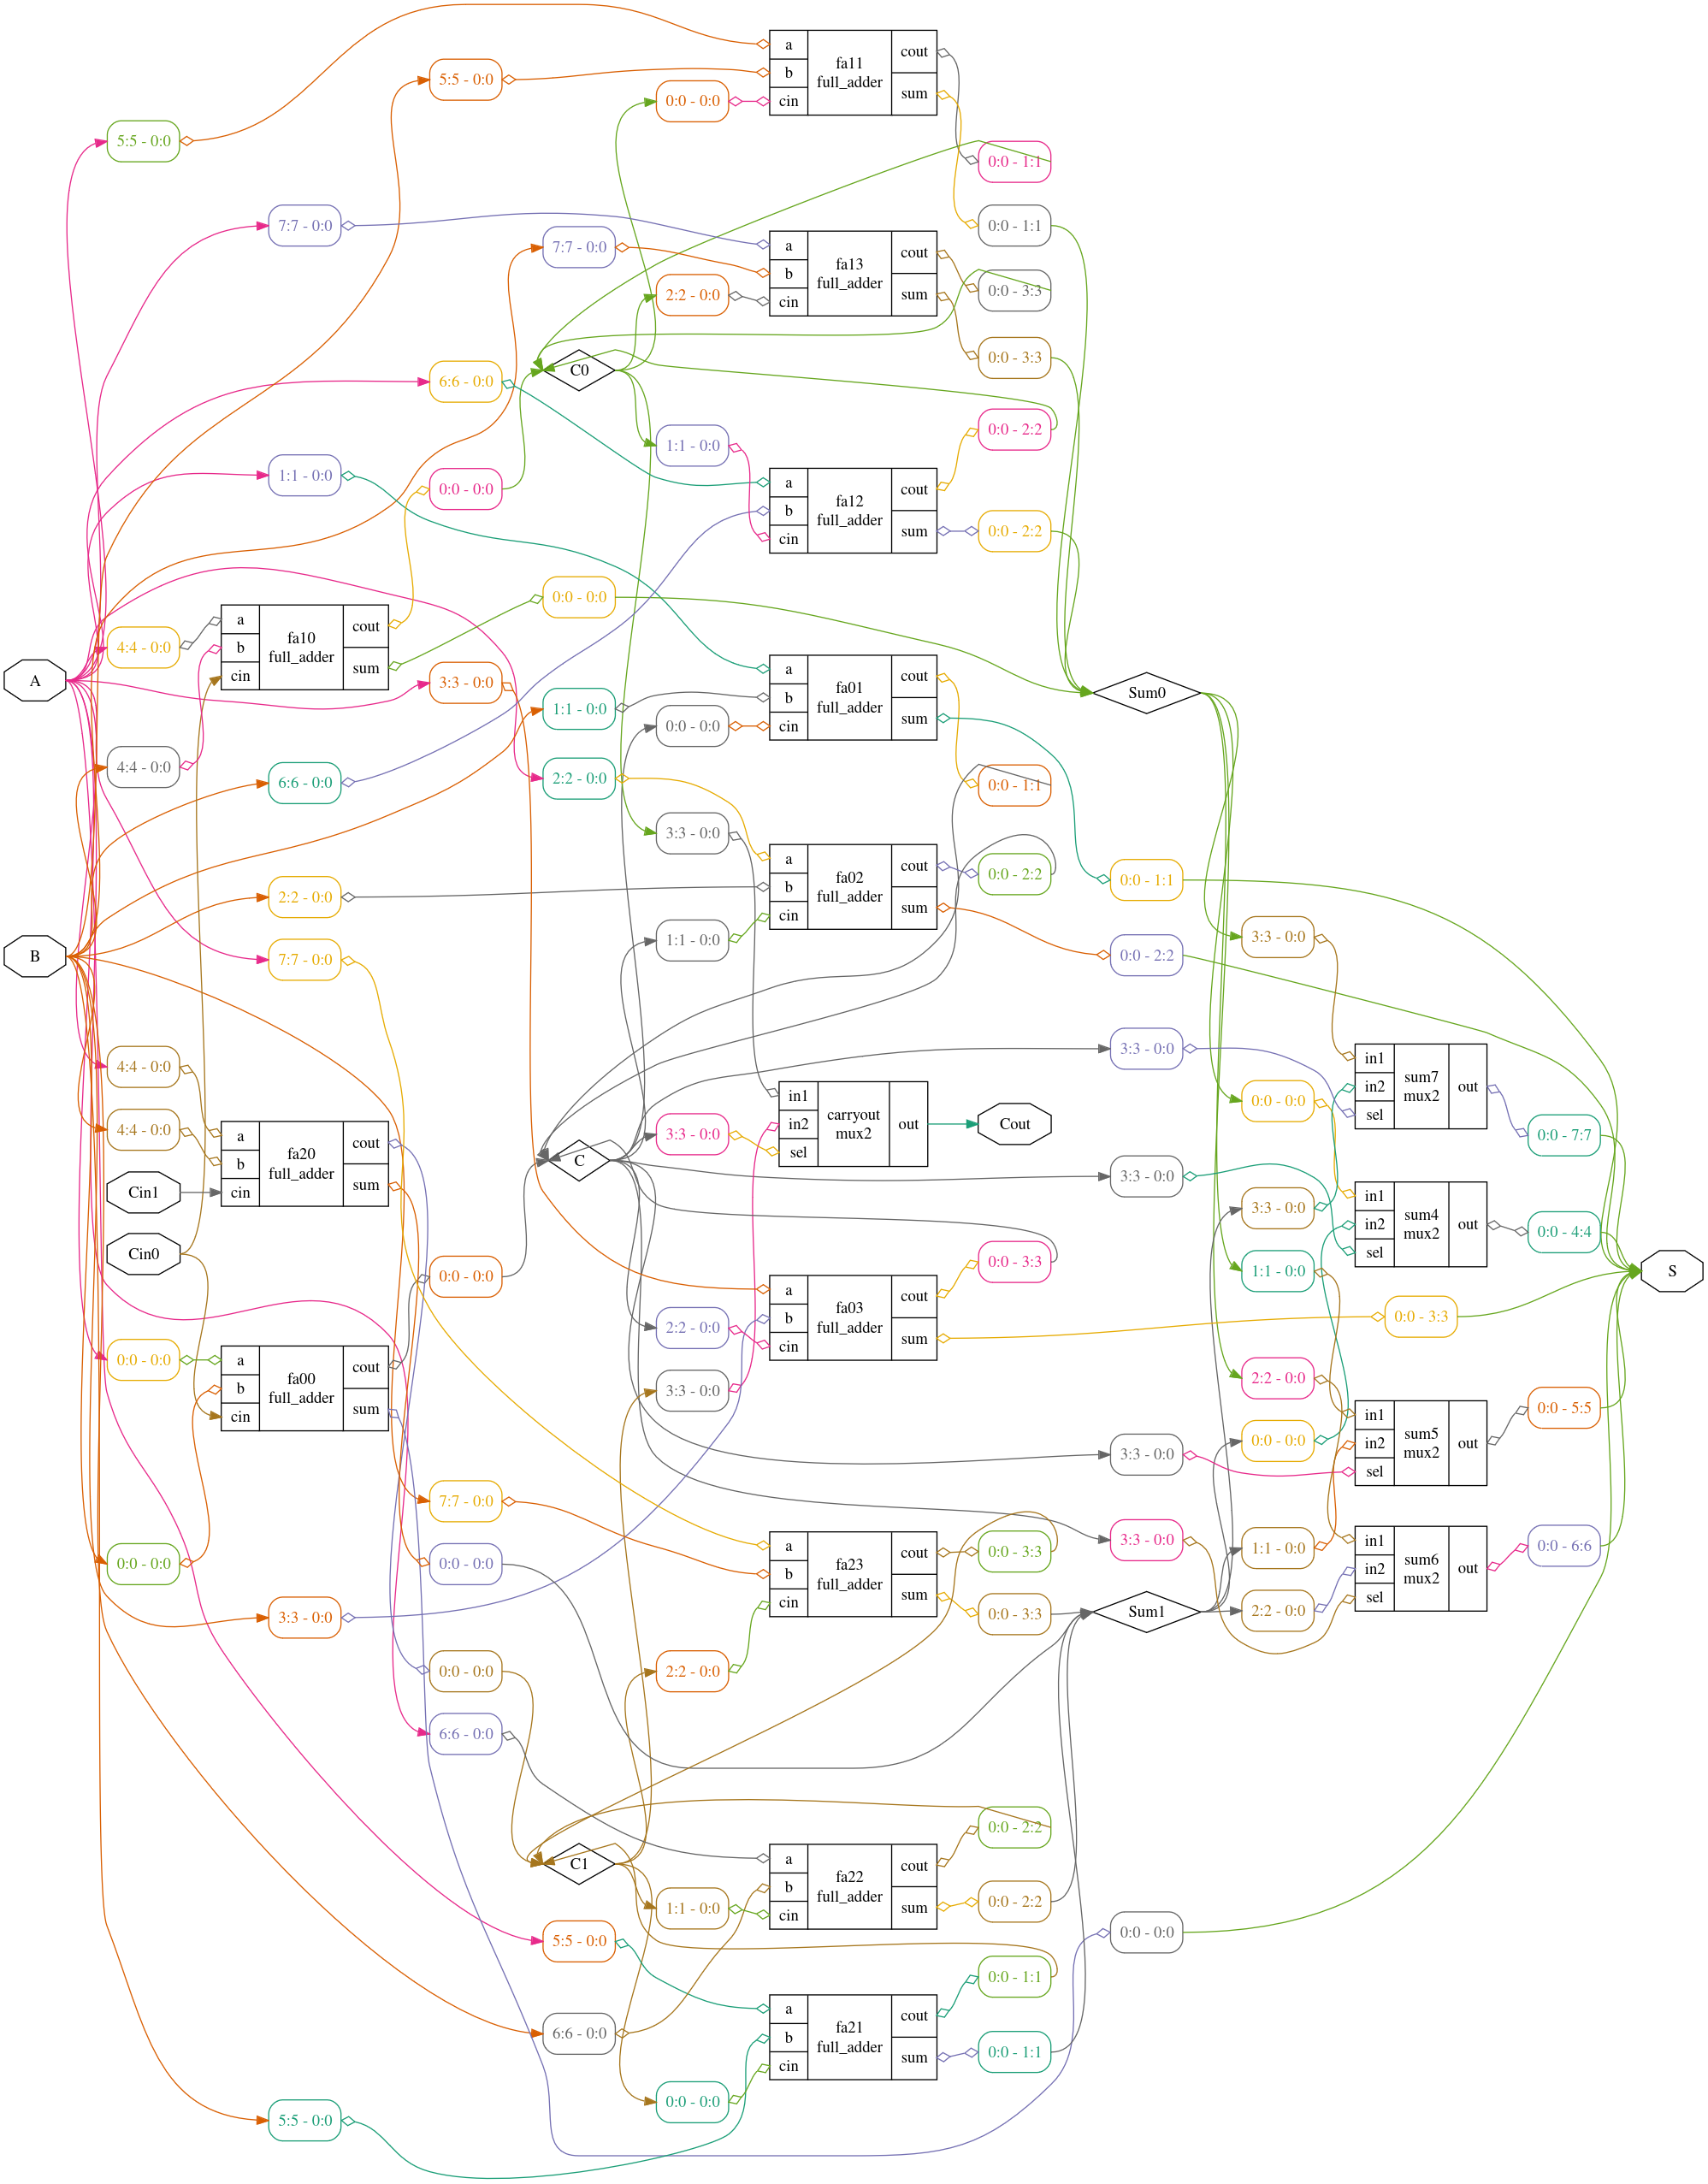 a
b
cin
fa11
full_adder
cout
sum
5:5 - 0:0
0:0 - 0:0
5:5 - 0:0
0:0 - 1:1
7:7 - 0:0
0:0 - 1:1
7:7 - 0:0
a
b
cin
fa13
full_adder
cout
sum
2:2 - 0:0
0:0 - 3:3
0:0 - 3:3
C0
6:6 - 0:0
0:0 - 2:2
1:1 - 0:0
1:1 - 0:0
0:0 - 0:0
a
b
cin
fa12
full_adder
cout
sum
0:0 - 2:2
0:0 - 0:0
4:4 - 0:0
a
b
cin
fa10
full_adder
cout
sum
A
3:3 - 0:0
1:1 - 0:0
0:0 - 0:0
a
b
cin
fa01
full_adder
cout
sum
Sum0
4:4 - 0:0
6:6 - 0:0
2:2 - 0:0
0:0 - 1:1
3:3 - 0:0
2:2 - 0:0
a
b
cin
fa02
full_adder
cout
sum
0:0 - 2:2
0:0 - 1:1
B
7:7 - 0:0
1:1 - 0:0
0:0 - 2:2
3:3 - 0:0
4:4 - 0:0
3:3 - 0:0
in1
in2
sel
sum7
mux2
out
0:0 - 0:0
4:4 - 0:0
a
b
cin
fa20
full_adder
cout
sum
C
3:3 - 0:0
in1
in2
sel
carryout
mux2
out
Cout
0:0 - 7:7
Cin1
3:3 - 0:0
3:3 - 0:0
in1
in2
sel
sum4
mux2
out
0:0 - 4:4
Cin0
0:0 - 0:0
0:0 - 3:3
1:1 - 0:0
S
2:2 - 0:0
a
b
cin
fa03
full_adder
cout
sum
0:0 - 3:3
0:0 - 0:0
a
b
cin
fa00
full_adder
cout
sum
3:3 - 0:0
2:2 - 0:0
3:3 - 0:0
0:0 - 0:0
in1
in2
sel
sum5
mux2
out
0:0 - 5:5
7:7 - 0:0
0:0 - 0:0
0:0 - 0:0
a
b
cin
fa23
full_adder
cout
sum
0:0 - 3:3
3:3 - 0:0
1:1 - 0:0
in1
in2
sel
sum6
mux2
out
0:0 - 6:6
3:3 - 0:0
0:0 - 3:3
Sum1
2:2 - 0:0
0:0 - 0:0
2:2 - 0:0
6:6 - 0:0
0:0 - 2:2
C1
1:1 - 0:0
a
b
cin
fa22
full_adder
cout
sum
0:0 - 2:2
0:0 - 0:0
5:5 - 0:0
0:0 - 1:1
6:6 - 0:0
a
b
cin
fa21
full_adder
cout
sum
0:0 - 1:1
0:0 - 0:0
5:5 - 0:0